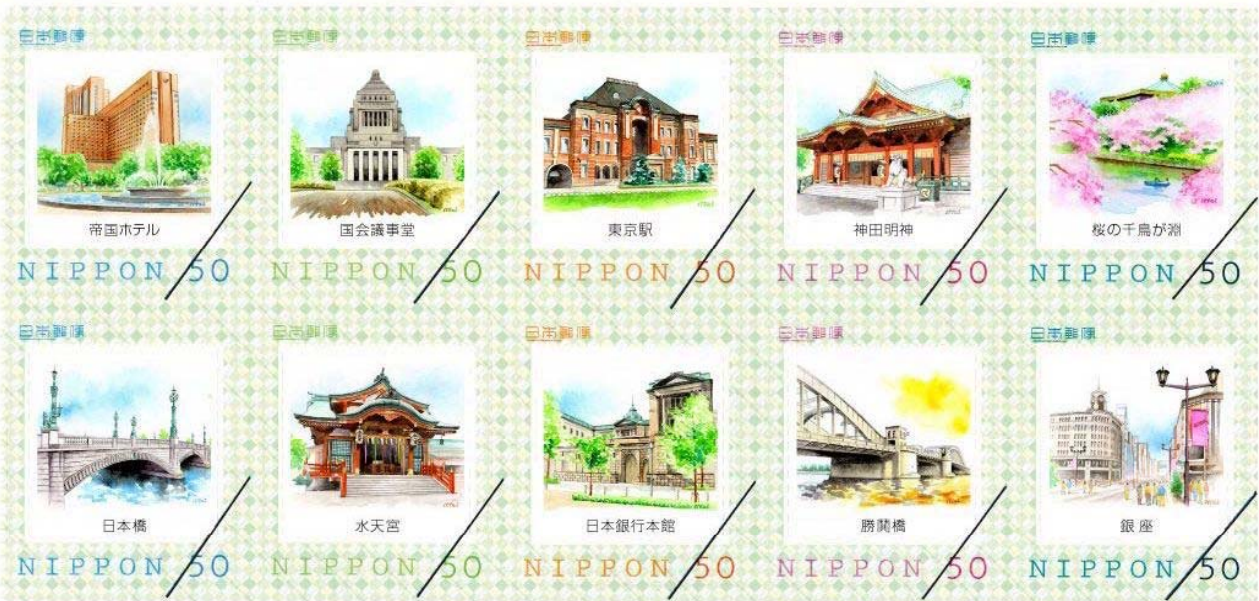 日本郵便 日本郵便 日本郵便 日本郵便 日本郵便
帝国ホテル 国会議事堂 東京駅 神田明神 桜の千鳥が淵
NIPPON 50 NIPPON 50 NIPPON 50 NIPPON 50 NIPPON 50
日本郵便 日本郵便 日本郵便 日本郵便 日本郵便
日本橋 水天宮 日本銀行本館 勝鬨橋 銀座
NIPPON 50 NIPPON 50 NIPPON 50 NIPPON 50 NIPPON 50